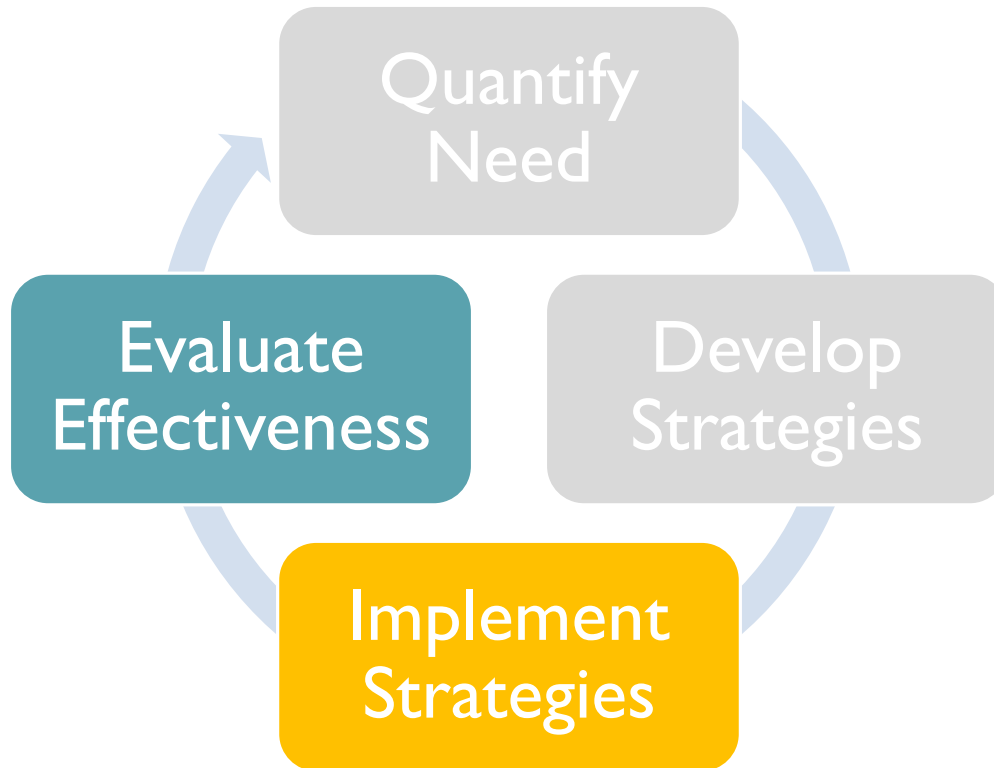 Quantify
Need
Develop
Strategies
Implement
Strategies
Evaluate
Effectiveness